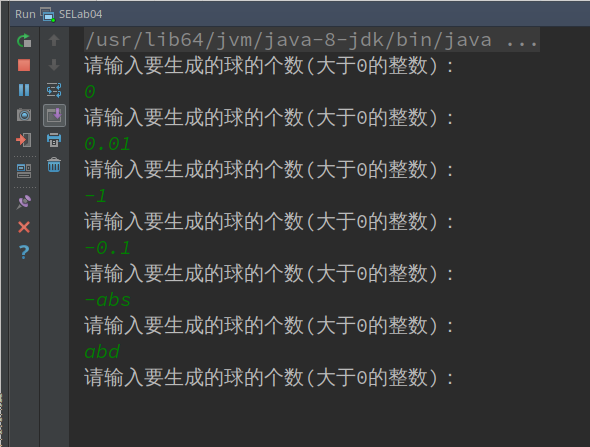 Run SELab04
/usr/lib64/jvm/java-8-jdk/bin/java ...
请输入要生成的球的个数(大于0的整数)：
0
请输入要生成的球的个数(大于0的整数)：
0.01
请输入要生成的球的个数(大于0的整数)：
-1
请输入要生成的球的个数(大于0的整数)：
-0.1
请输入要生成的球的个数(大于0的整数)：
-abs
请输入要生成的球的个数(大于0的整数)：
abd
请输入要生成的球的个数(大于0的整数)：